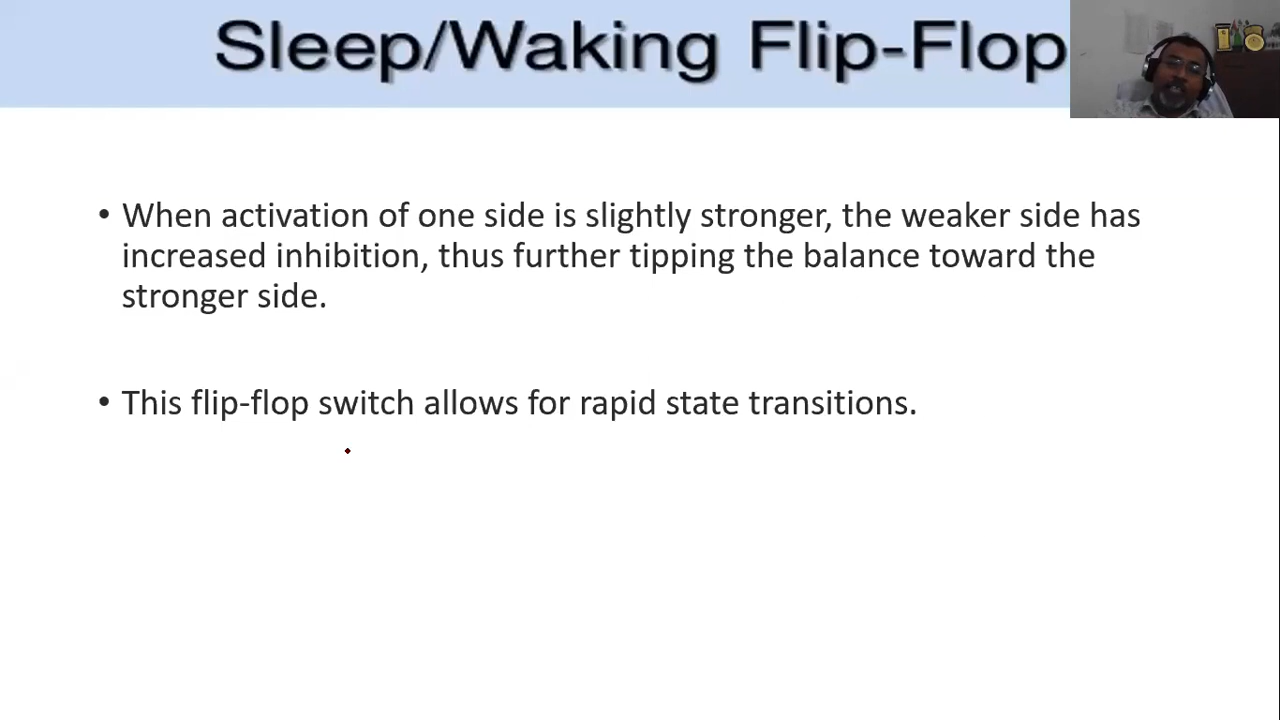 Sleep/Waking Flip-Flop
• When activation of one side is slightly stronger, the weaker side has
increased inhibition, thus further tipping the balance toward the
stronger side.
• This flip-flop switch allows for rapid state transitions.